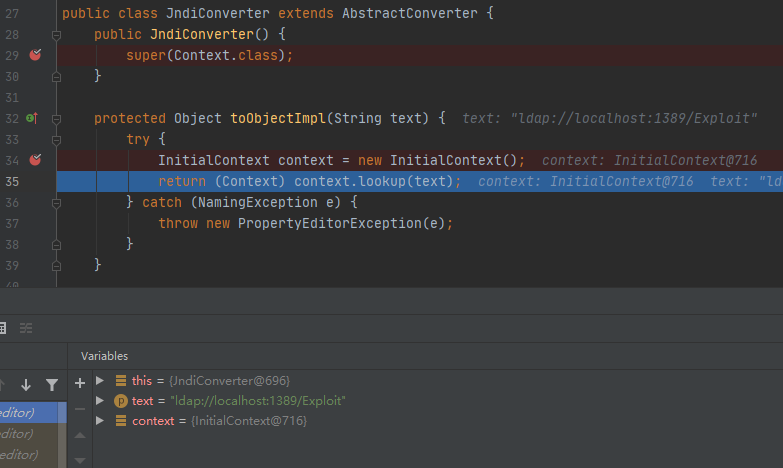 27 public class JndiConverter extends AbstractConverter {
28 public JndiConverter() {
29 super(Context.class);
30 }
31
32 protected Object toObjectImpl(String text) { text: "ldap://localhost:1389/Exploit"
33 try {
34 InitialContext context = new InitialContext(); context: InitialContext@716
35 return (Context) context.lookup(text); context: InitialContext@716 text: "ld
36 } catch (NamingException e) {
37 throw new PropertyEditorException(e);
38 }
39 }
40
Variables
this = {JndiConverter@696}
editor)
p text = "ldap://localhost:1389/Exploit"
editor)
context = {InitialContext@716}
editor)